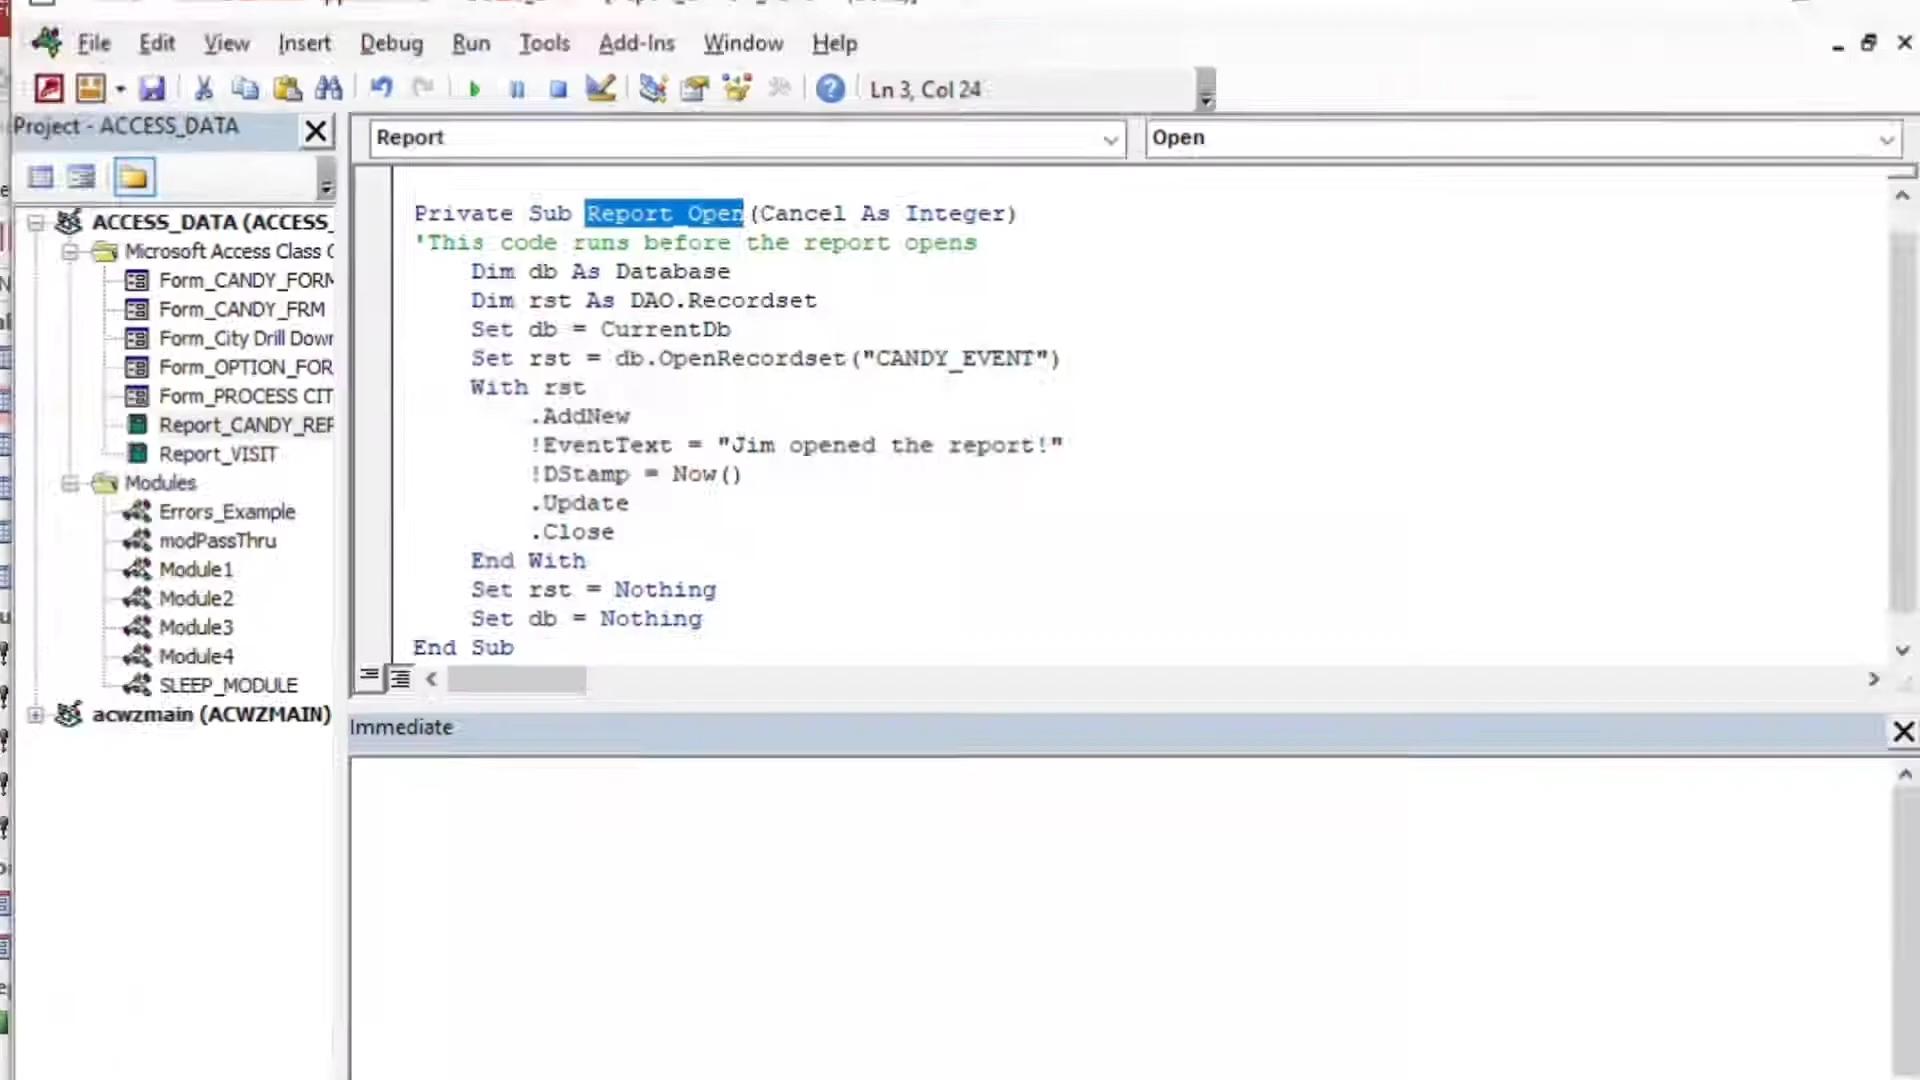 File Edit View Insert Debug Run Tools Add-Ins Window Help
Ln 3, Col 24
Project - ACCESS_DATA
Report
Open
ACCESS_DATA (ACCESS_
Microsoft Access Class
Form_CANDY_FORM
Form_CANDY_FRM
Form_City Drill Down
Form_OPTION_FOR
Form_PROCESS CIT
Report_CANDY_REP
Report_VISIT
Modules
Errors_Example
modPassThru
Module1
Module2
Module3
Module4
SLEEP_MODULE
acwzmain (ACWZMAIN)
Private Sub Report_Open(Cancel As Integer)
'This code runs before the report opens
Dim db As Database
Dim rst As DAO.Recordset
Set db = CurrentDb
Set rst = db.OpenRecordset("CANDY_EVENT")
With rst
.AddNew
!EventText = "Jim opened the report!"
!DStamp = Now()
.Update
.Close
End With
Set rst = Nothing
Set db = Nothing
End Sub
Immediate